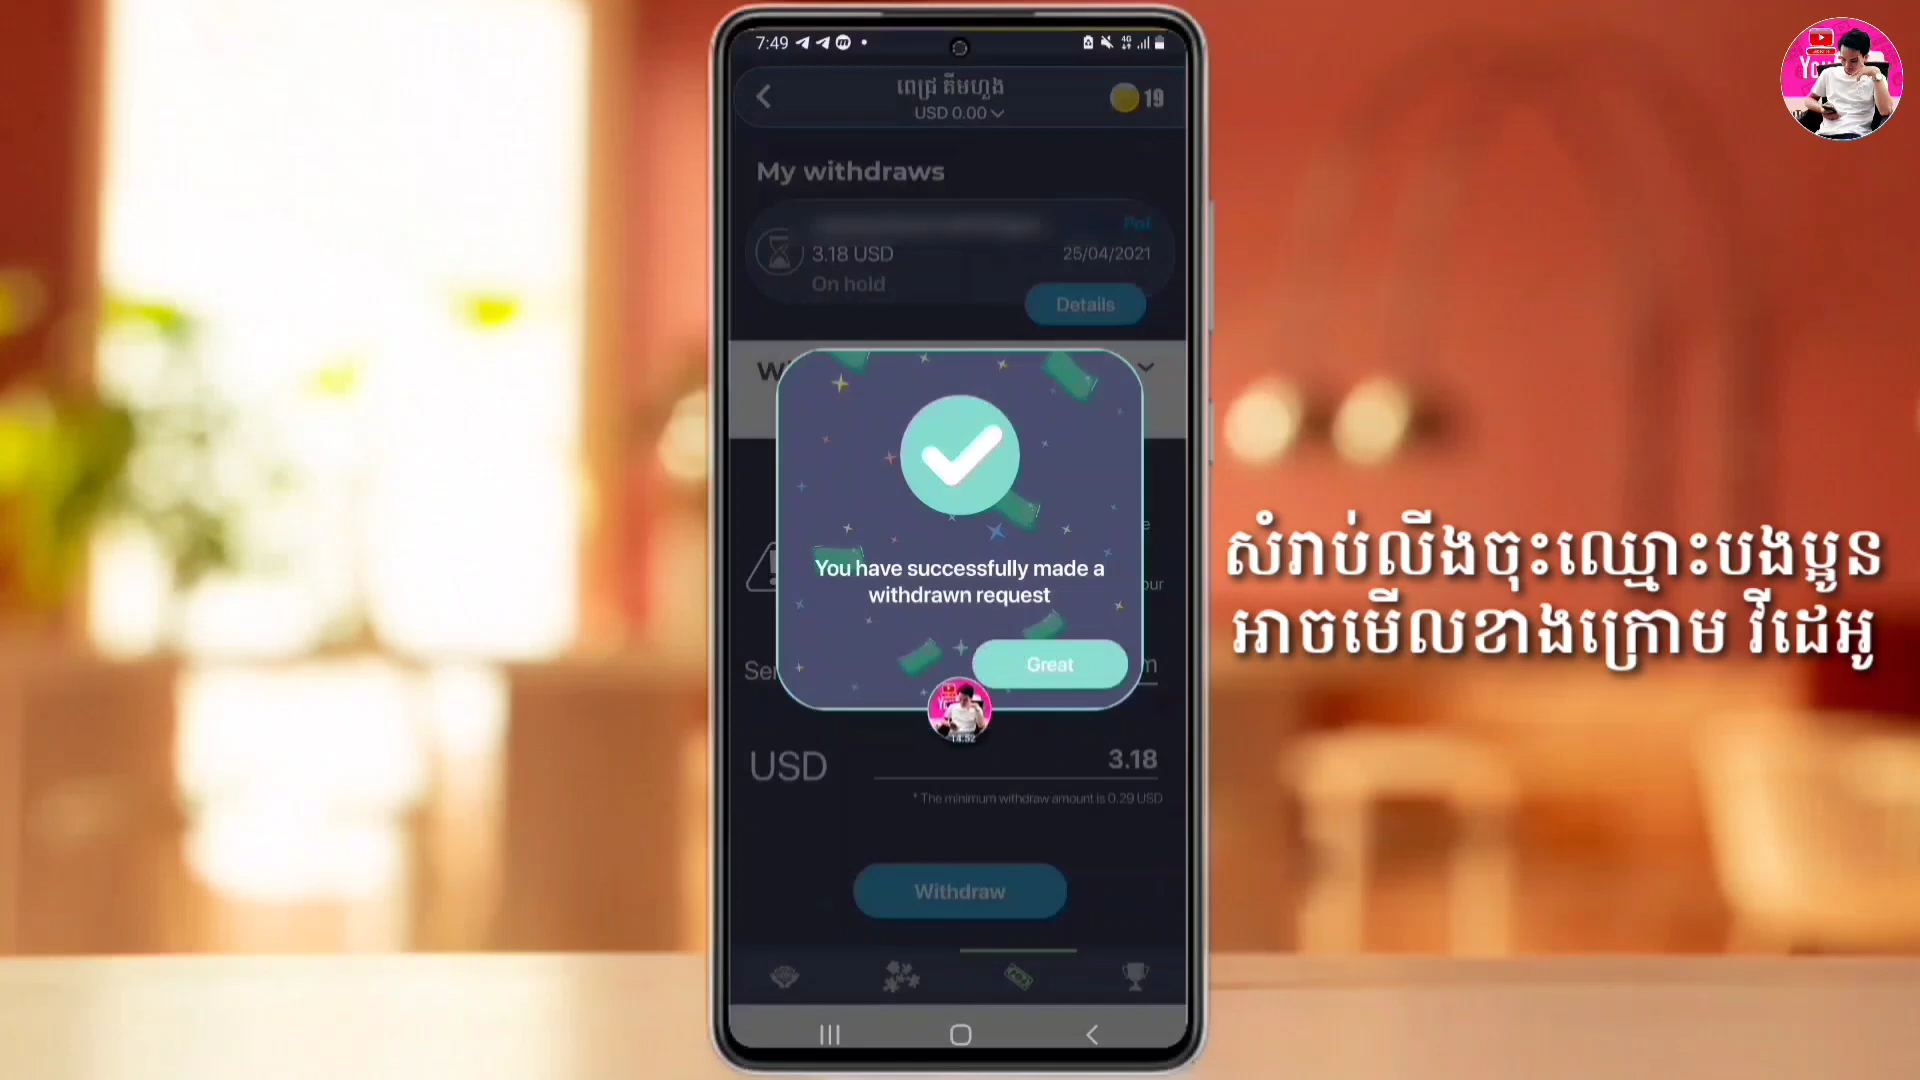 7:49
4G
ពេជ្រ គឹមហួង
USD 0.00
19
My withdraws
3.18 USD
25/04/2021
On hold
Details
You have successfully made a
withdrawn request
Great
14:52
USD
3.18
* The minimum withdraw amount is 0.29 USD
Withdraw
សំរាប់លីងចុះឈ្មោះបងប្អូន
អាចមើលខាងក្រោម វីដេអូ